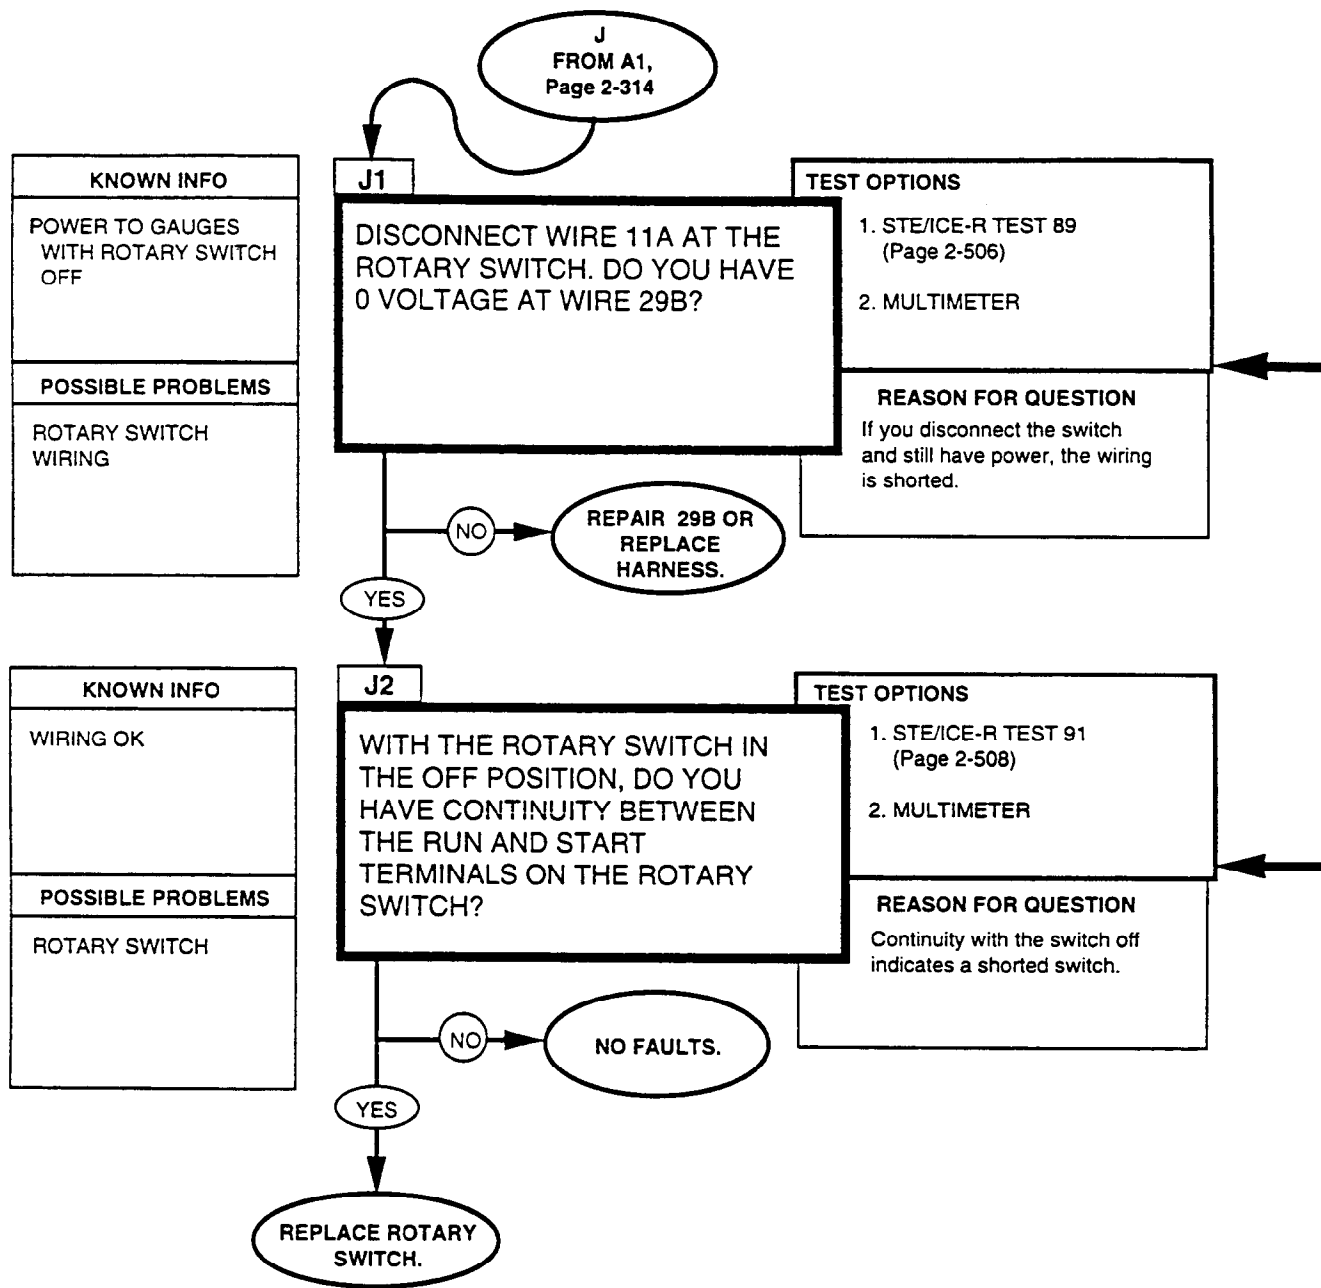 J
FROM A1,
Page 2-314
KNOWN INFO
POWER TO GAUGES
WITH ROTARY SWITCH
OFF
POSSIBLE PROBLEMS
ROTARY SWITCH
WIRING
J1
DISCONNECT WIRE 11A AT THE
ROTARY SWITCH. DO YOU HAVE
0 VOLTAGE AT WIRE 29B?
TEST OPTIONS
1. STE/ICE-R TEST 89
(Page 2-506)
2. MULTIMETER
REASON FOR QUESTION
If you disconnect the switch
and still have power, the wiring
is shorted.
NO
REPAIR 29B OR
REPLACE
HARNESS.
YES
KNOWN INFO
WIRING OK
POSSIBLE PROBLEMS
ROTARY SWITCH
J2
WITH THE ROTARY SWITCH IN
THE OFF POSITION, DO YOU
HAVE CONTINUITY BETWEEN
THE RUN AND START
TERMINALS ON THE ROTARY
SWITCH?
TEST OPTIONS
1. STE/ICE-R TEST 91
(Page 2-508)
2. MULTIMETER
REASON FOR QUESTION
Continuity with the switch off
indicates a shorted switch.
NO
NO FAULTS.
YES
REPLACE ROTARY
SWITCH.